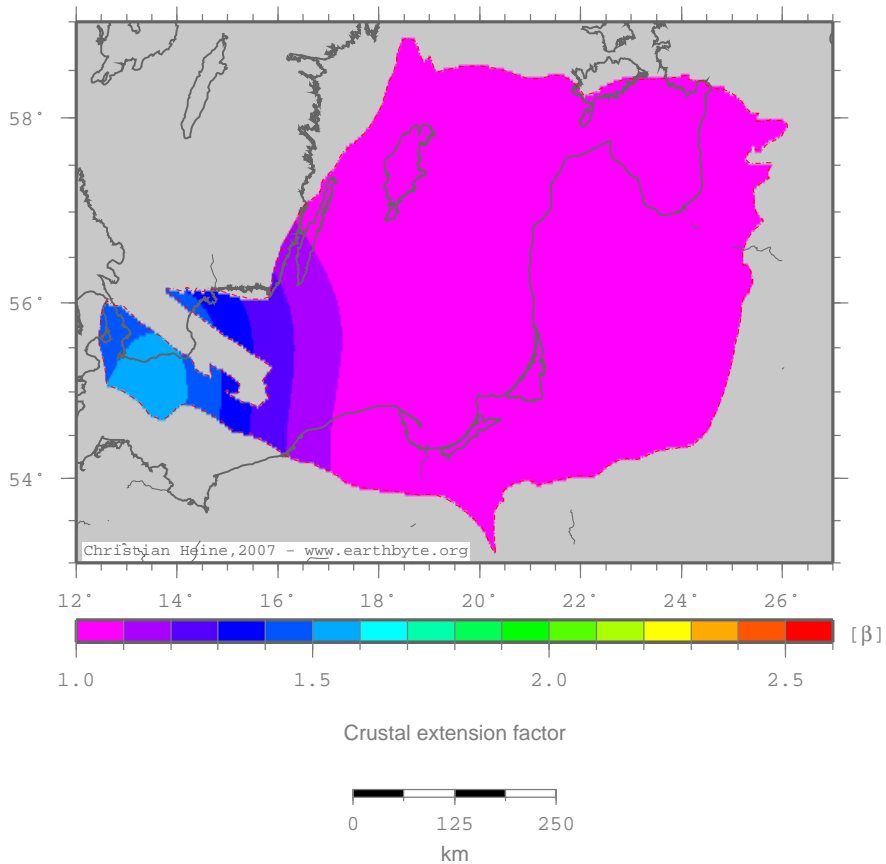 58°
56°
54°
Christian Heine,2007 - www.earthbyte.org
12° 14° 16° 18° 20° 22° 24° 26°
[β]
1.0 1.5 2.0 2.5
Crustal extension factor
0 125 250
km